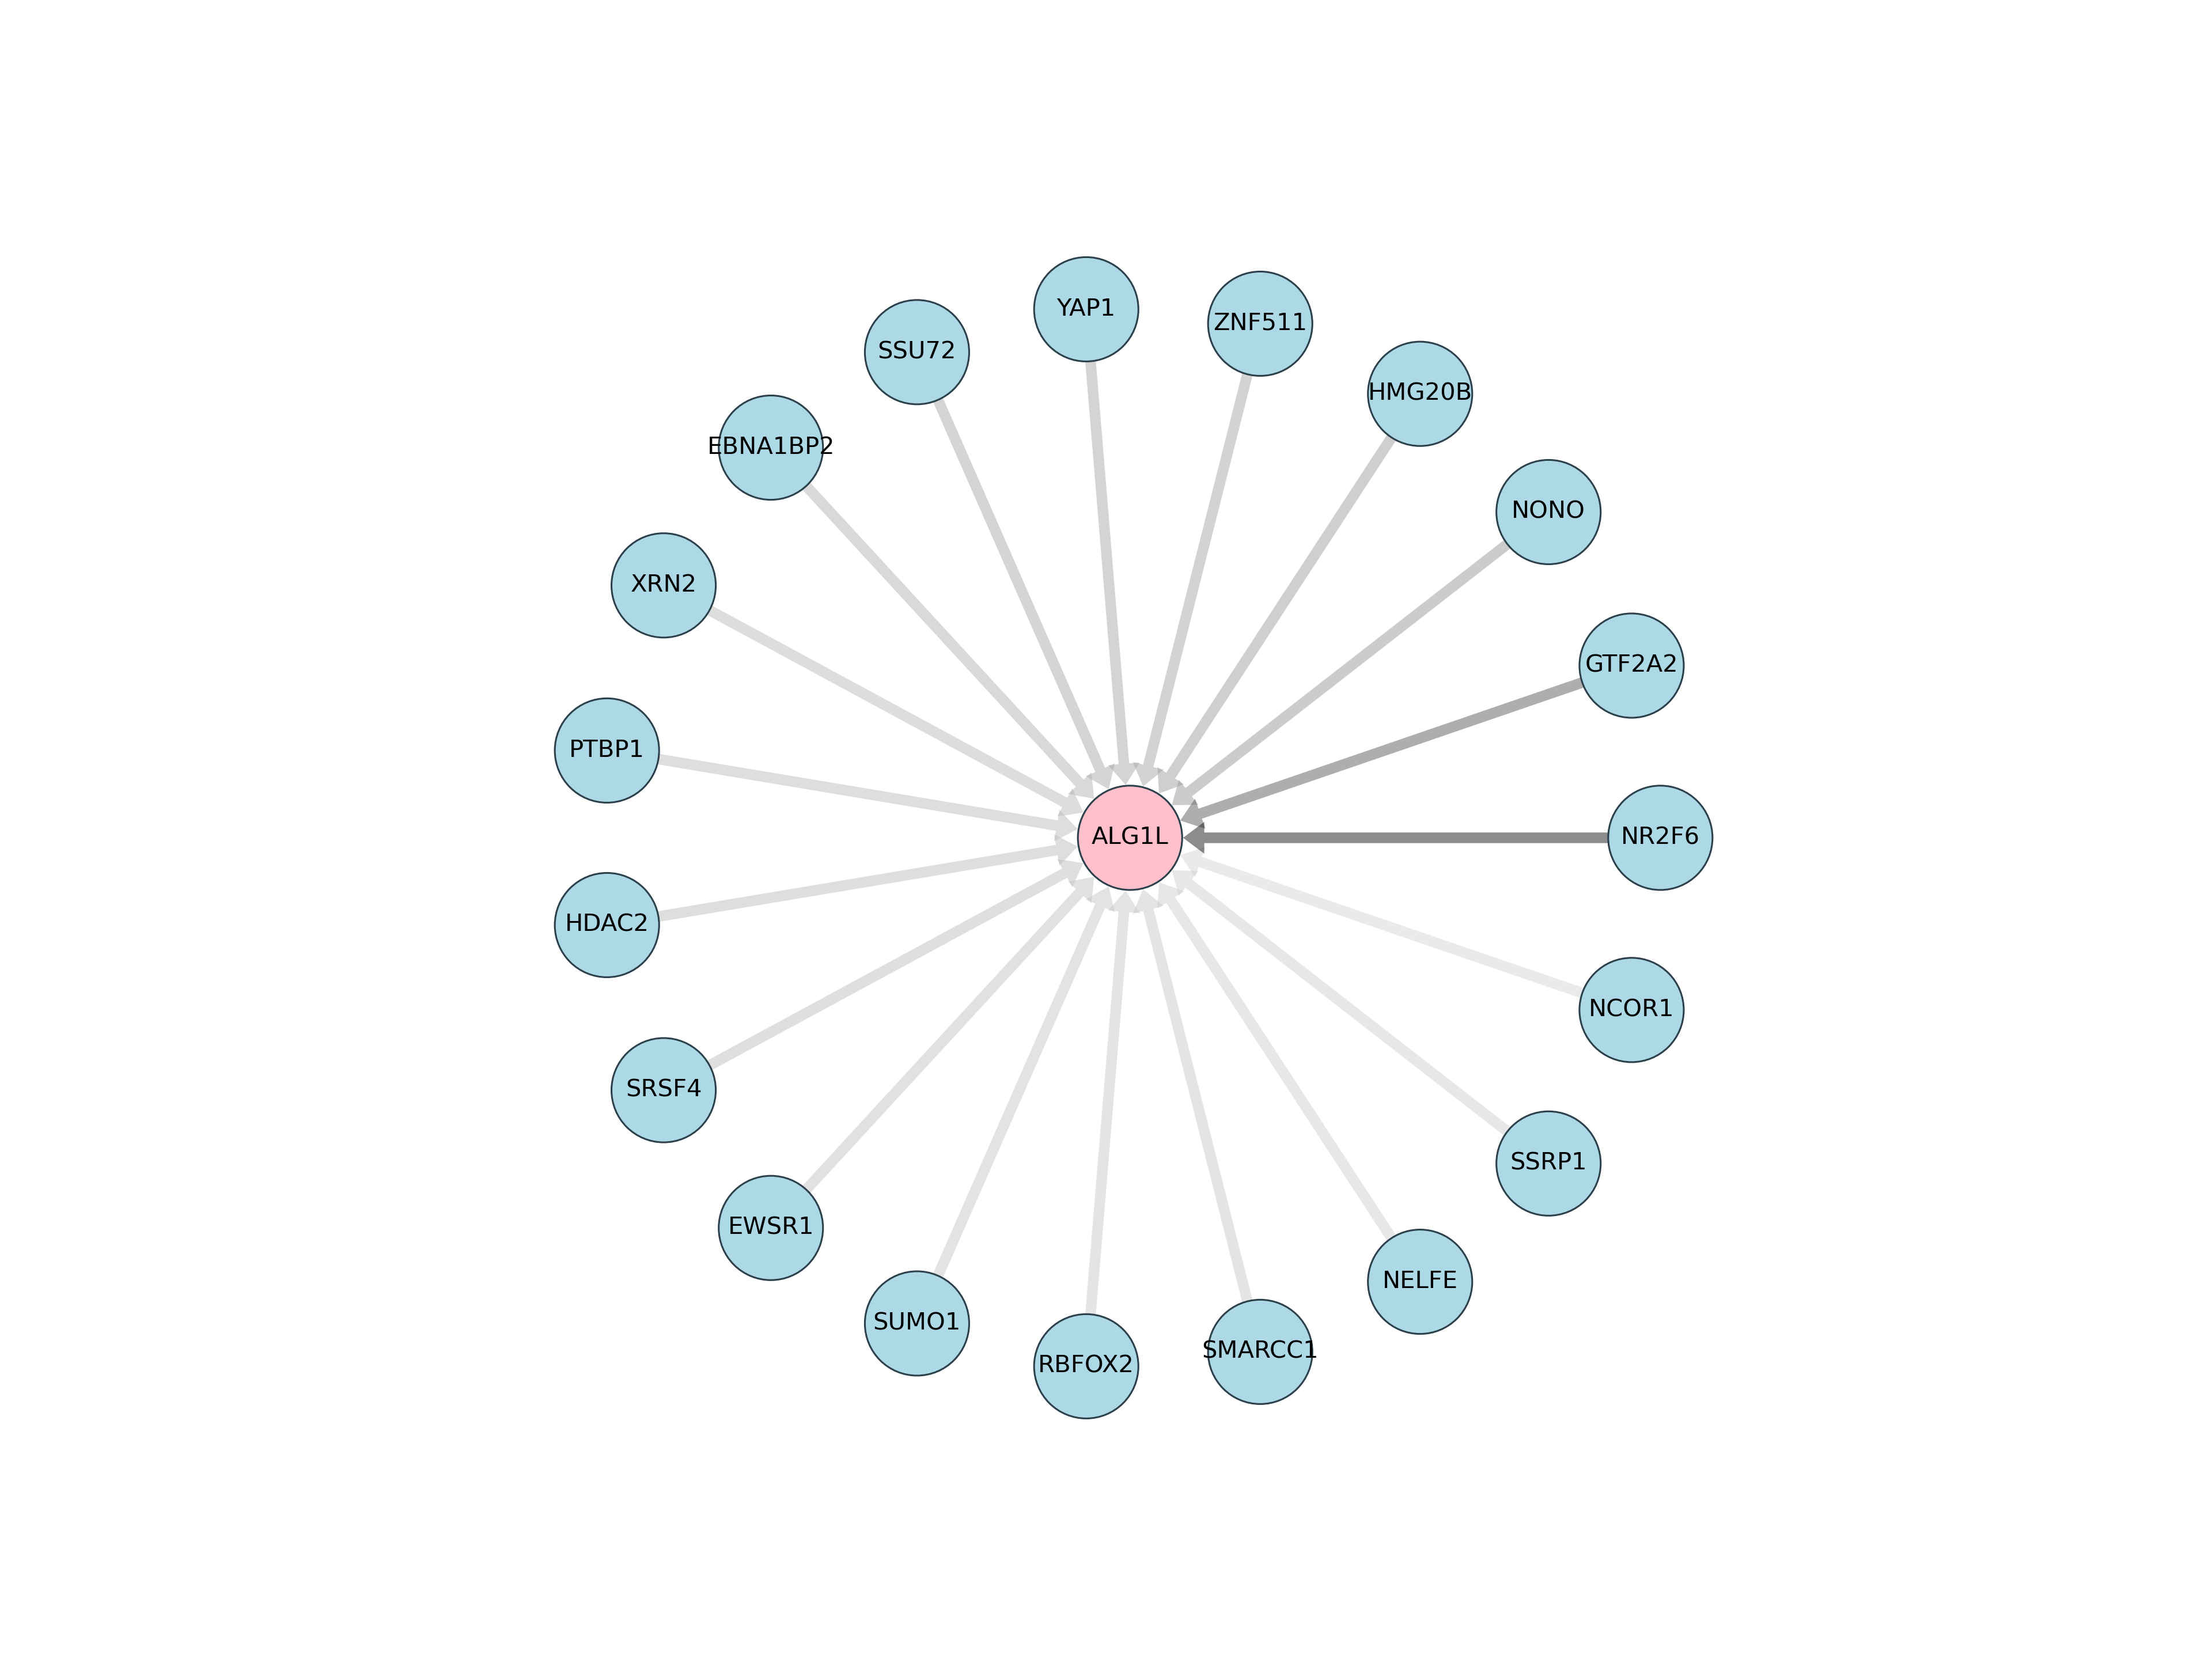 YAP1
ZNF511
SSU72
HMG20B
EBNA1BP2
NONO
XRN2
GTF2A2
PTBP1
ALG1L
NR2F6
HDAC2
NCOR1
SRSF4
SSRP1
EWSR1
NELFE
SUMO1
SMARCC1
RBFOX2